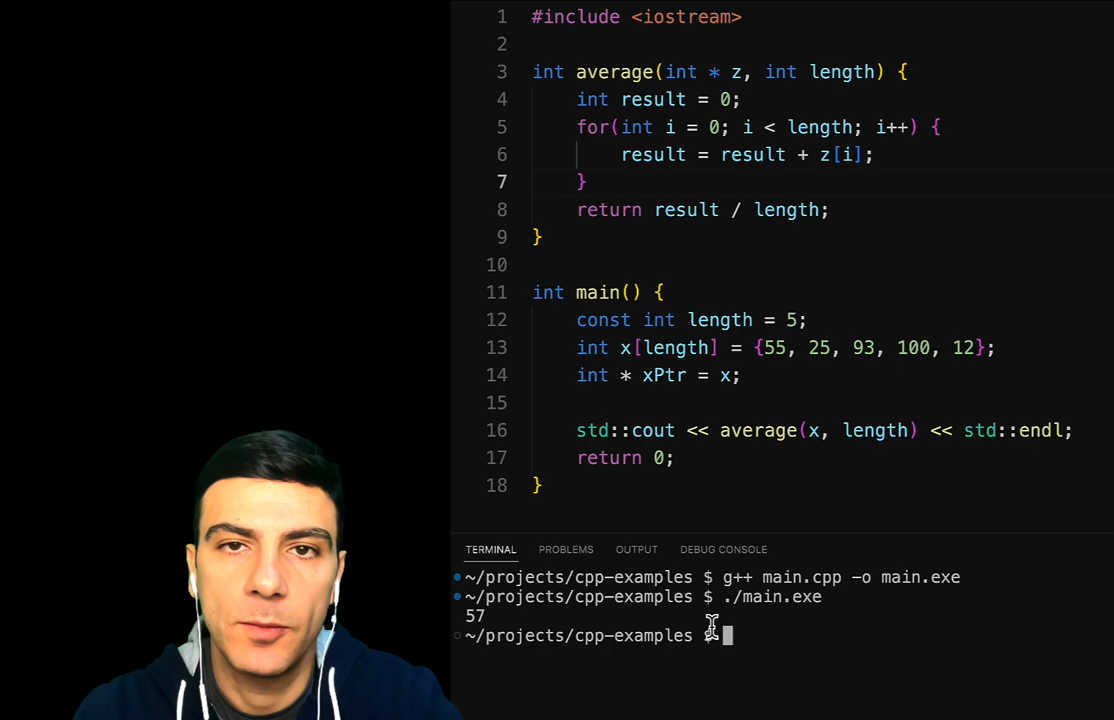 1 #include <iostream>
2
3 int average(int * z, int length) {
4 int result = 0;
5 for(int i = 0; i < length; i++) {
6 result = result + z[i];
7 }
8 return result / length;
9 }
10
11 int main() {
12 const int length = 5;
13 int x[length] = {55, 25, 93, 100, 12};
14 int * xPtr = x;
15
16 std::cout << average(x, length) << std::endl;
17 return 0;
18 }
TERMINAL PROBLEMS OUTPUT DEBUG CONSOLE
~/projects/cpp-examples $ g++ main.cpp -o main.exe
~/projects/cpp-examples $ ./main.exe
57
~/projects/cpp-examples $